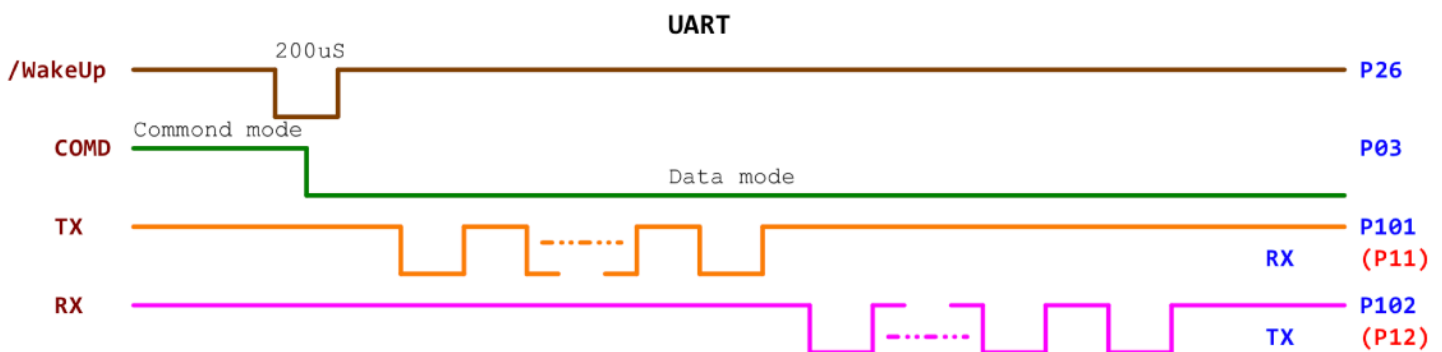 UART
200uS
/WakeUp P26
Commond mode
COMD P03
Data mode
TX P101
RX (P11)
RX P102
TX (P12)